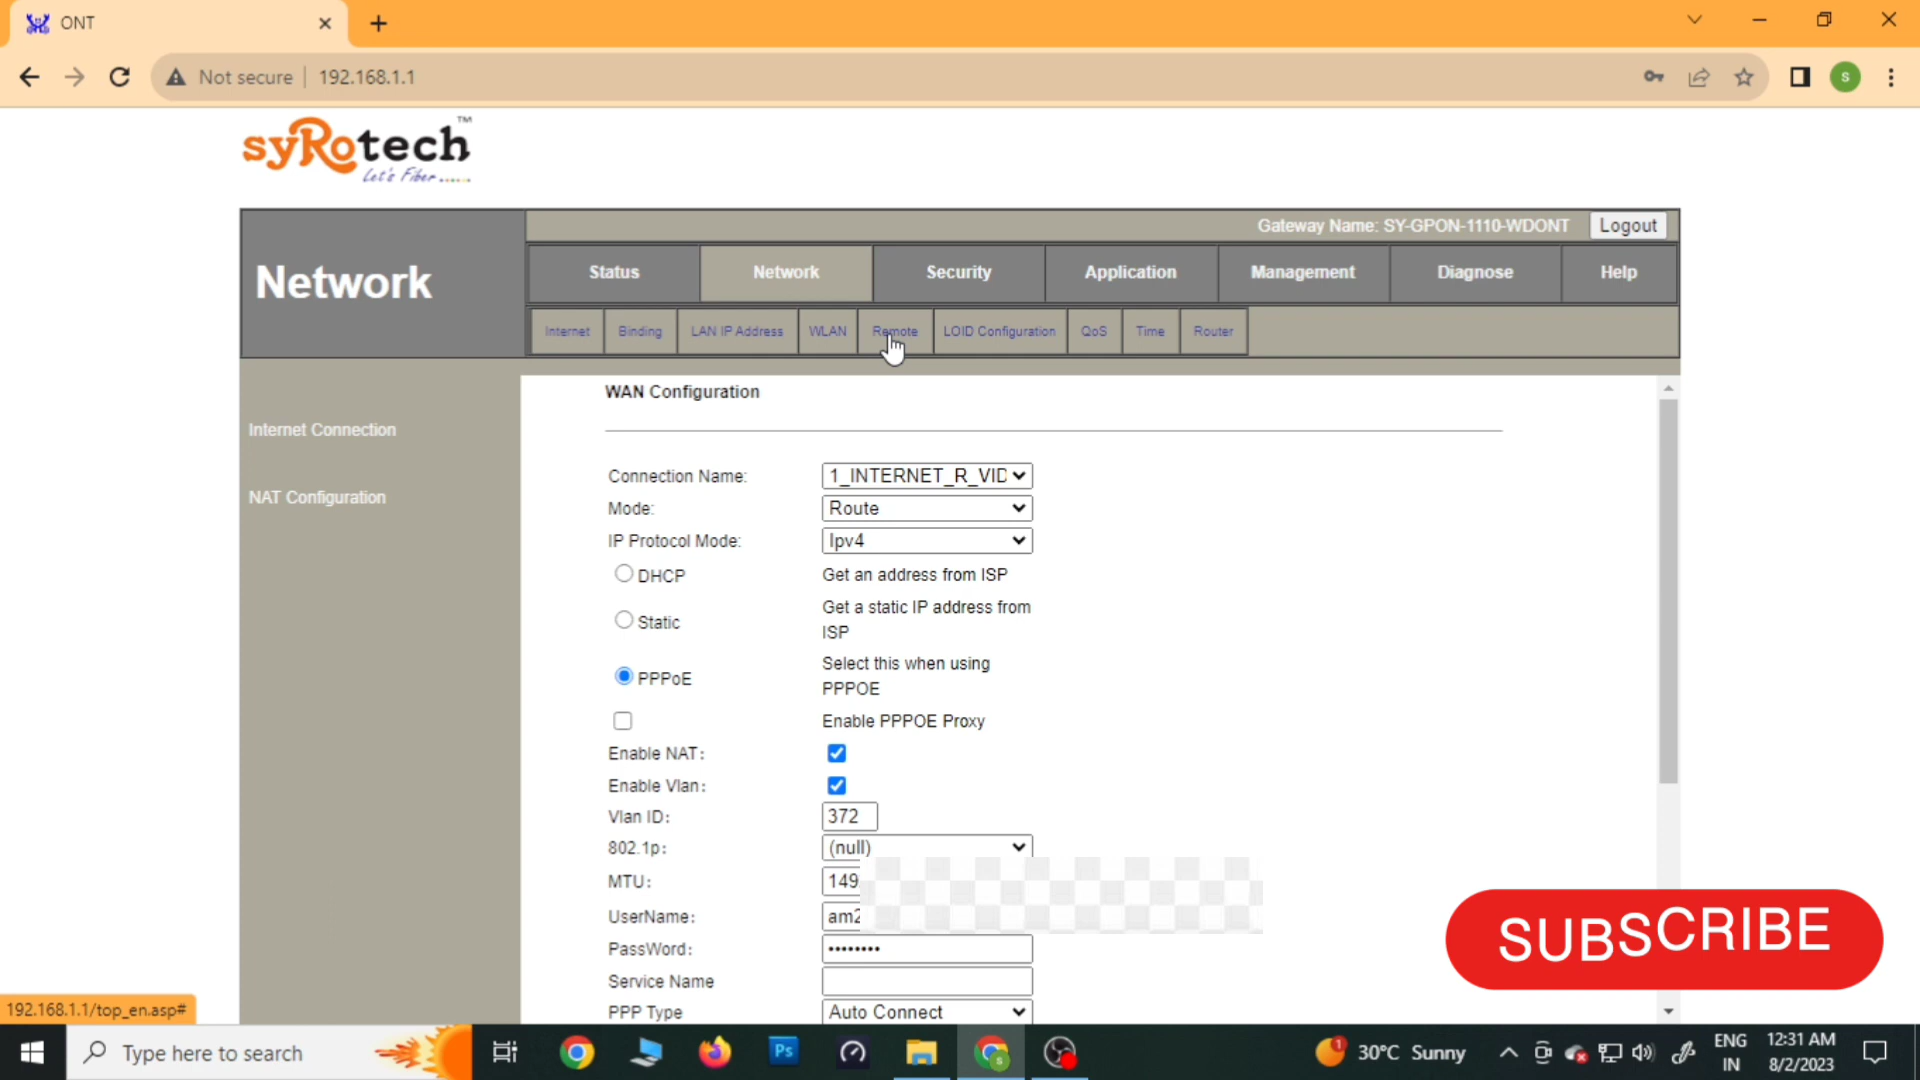 ONT
Not secure 192.168.1.1
S
syRotech™
Let's Fiber......
Gateway Name: SY-GPON-1110-WDONT Logout
Network
Status Network Security Application Management Diagnose Help
Internet Binding LAN IP Address WLAN Remote LOID Configuration QoS Time Router
Internet Connection
NAT Configuration
WAN Configuration
Connection Name: 1_INTERNET_R_VID
Mode: Route
IP Protocol Mode: Ipv4
DHCP Get an address from ISP
Static Get a static IP address from
ISP
PPPoE Select this when using
PPPOE
Enable PPPOE Proxy
Enable NAT:
Enable Vlan:
Vlan ID: 372
802.1p: (null)
MTU: 149
UserName: am2
PassWord: ••••••••
Service Name
PPP Type Auto Connect
SUBSCRIBE
192.168.1.1/top_en.asp#
Type here to search
Ps
1
S
30°C Sunny
ENG
IN
12:31 AM
8/2/2023